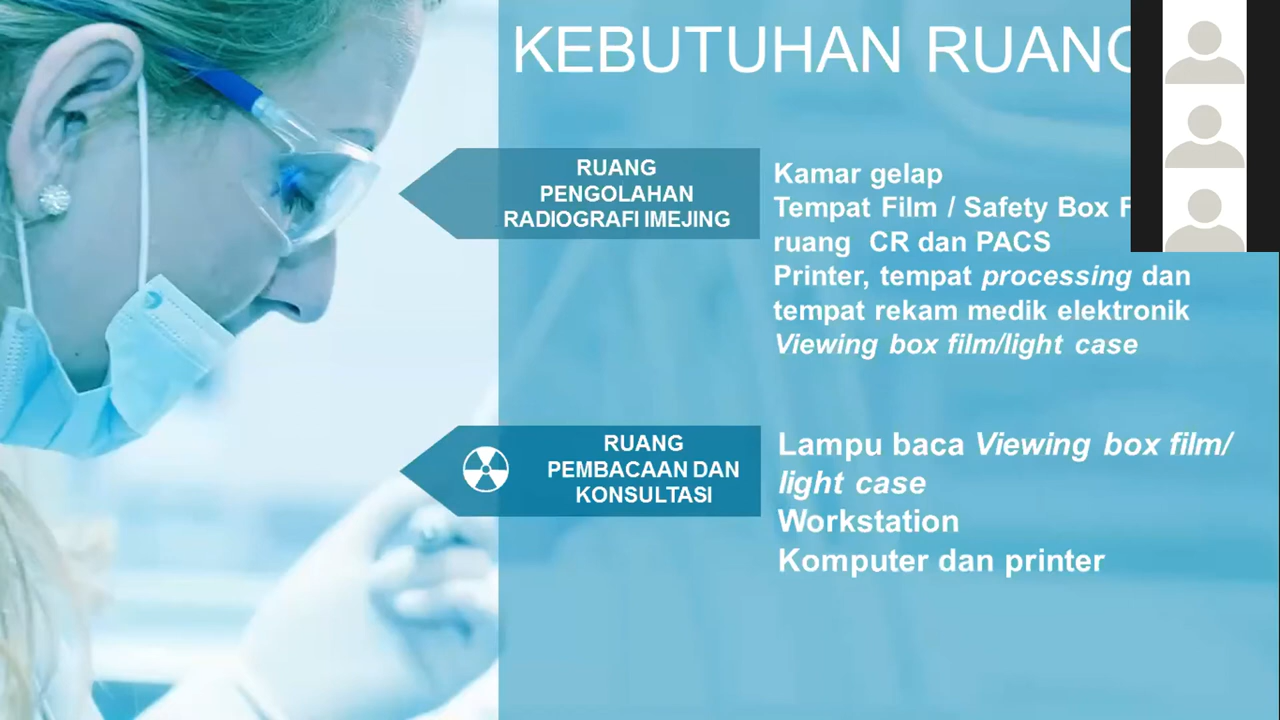 KEBUTUHAN
RUANG
PENGOLAHAN
RADIOGRAFI IMEJING
Kamar gelap
Tempat Film / Safety Box
ruang CR dan PACS
Printer, tempat processing dan
tempat rekam medik elektronik
Viewing box film/light case
RUANG
PEMBACAAN DAN
KONSULTASI
Lampu baca Viewing box film/
light case
Workstation
Komputer dan printer